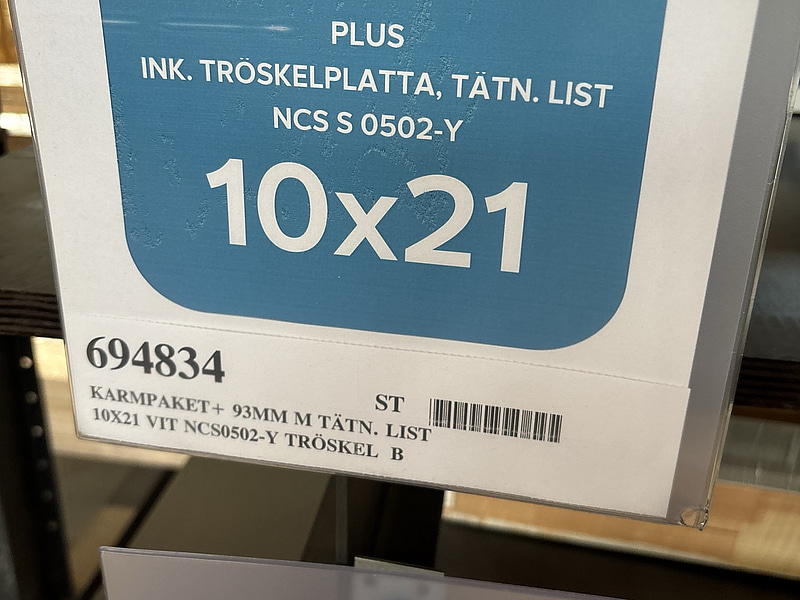 PLUS
INK. TRÖSKELPLATTA, TÄTN. LIST
NCS S 0502-Y
10x21
694834
ST
KARMPAKET+ 93MM M TÄTN. LIST
10X21 VIT NCS0502-Y TRÖSKEL B